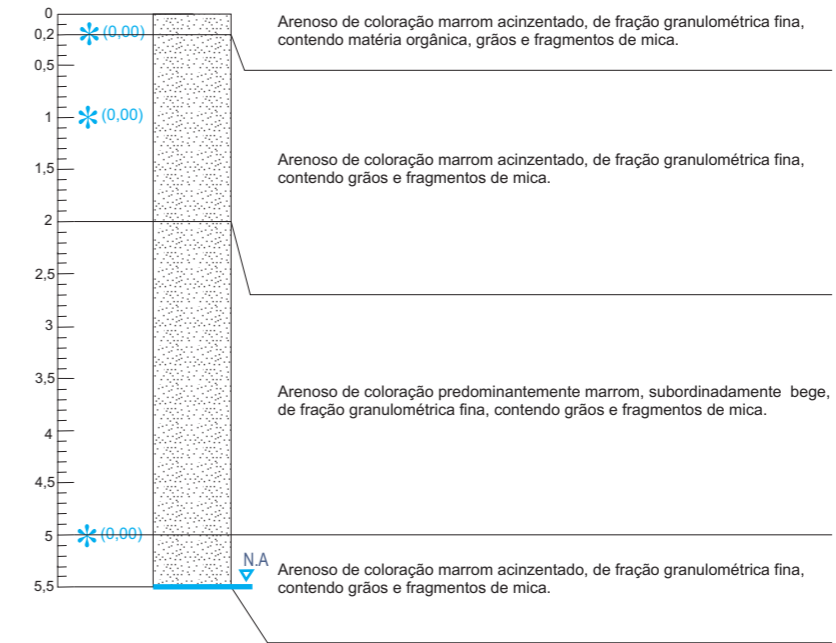 0
0,2
(0,00)
Arenoso de coloração marrom acinzentado, de fração granulométrica fina,
contendo matéria orgânica, grãos e fragmentos de mica.
0,5
1
(0,00)
1,5
Arenoso de coloração marrom acinzentado, de fração granulométrica fina,
contendo grãos e fragmentos de mica.
2
2,5
3
3,5
Arenoso de coloração predominantemente marrom, subordinadamente bege,
de fração granulométrica fina, contendo grãos e fragmentos de mica.
4
4,5
5
(0,00)
N.A
Arenoso de coloração marrom acinzentado, de fração granulométrica fina,
contendo grãos e fragmentos de mica.
5,5